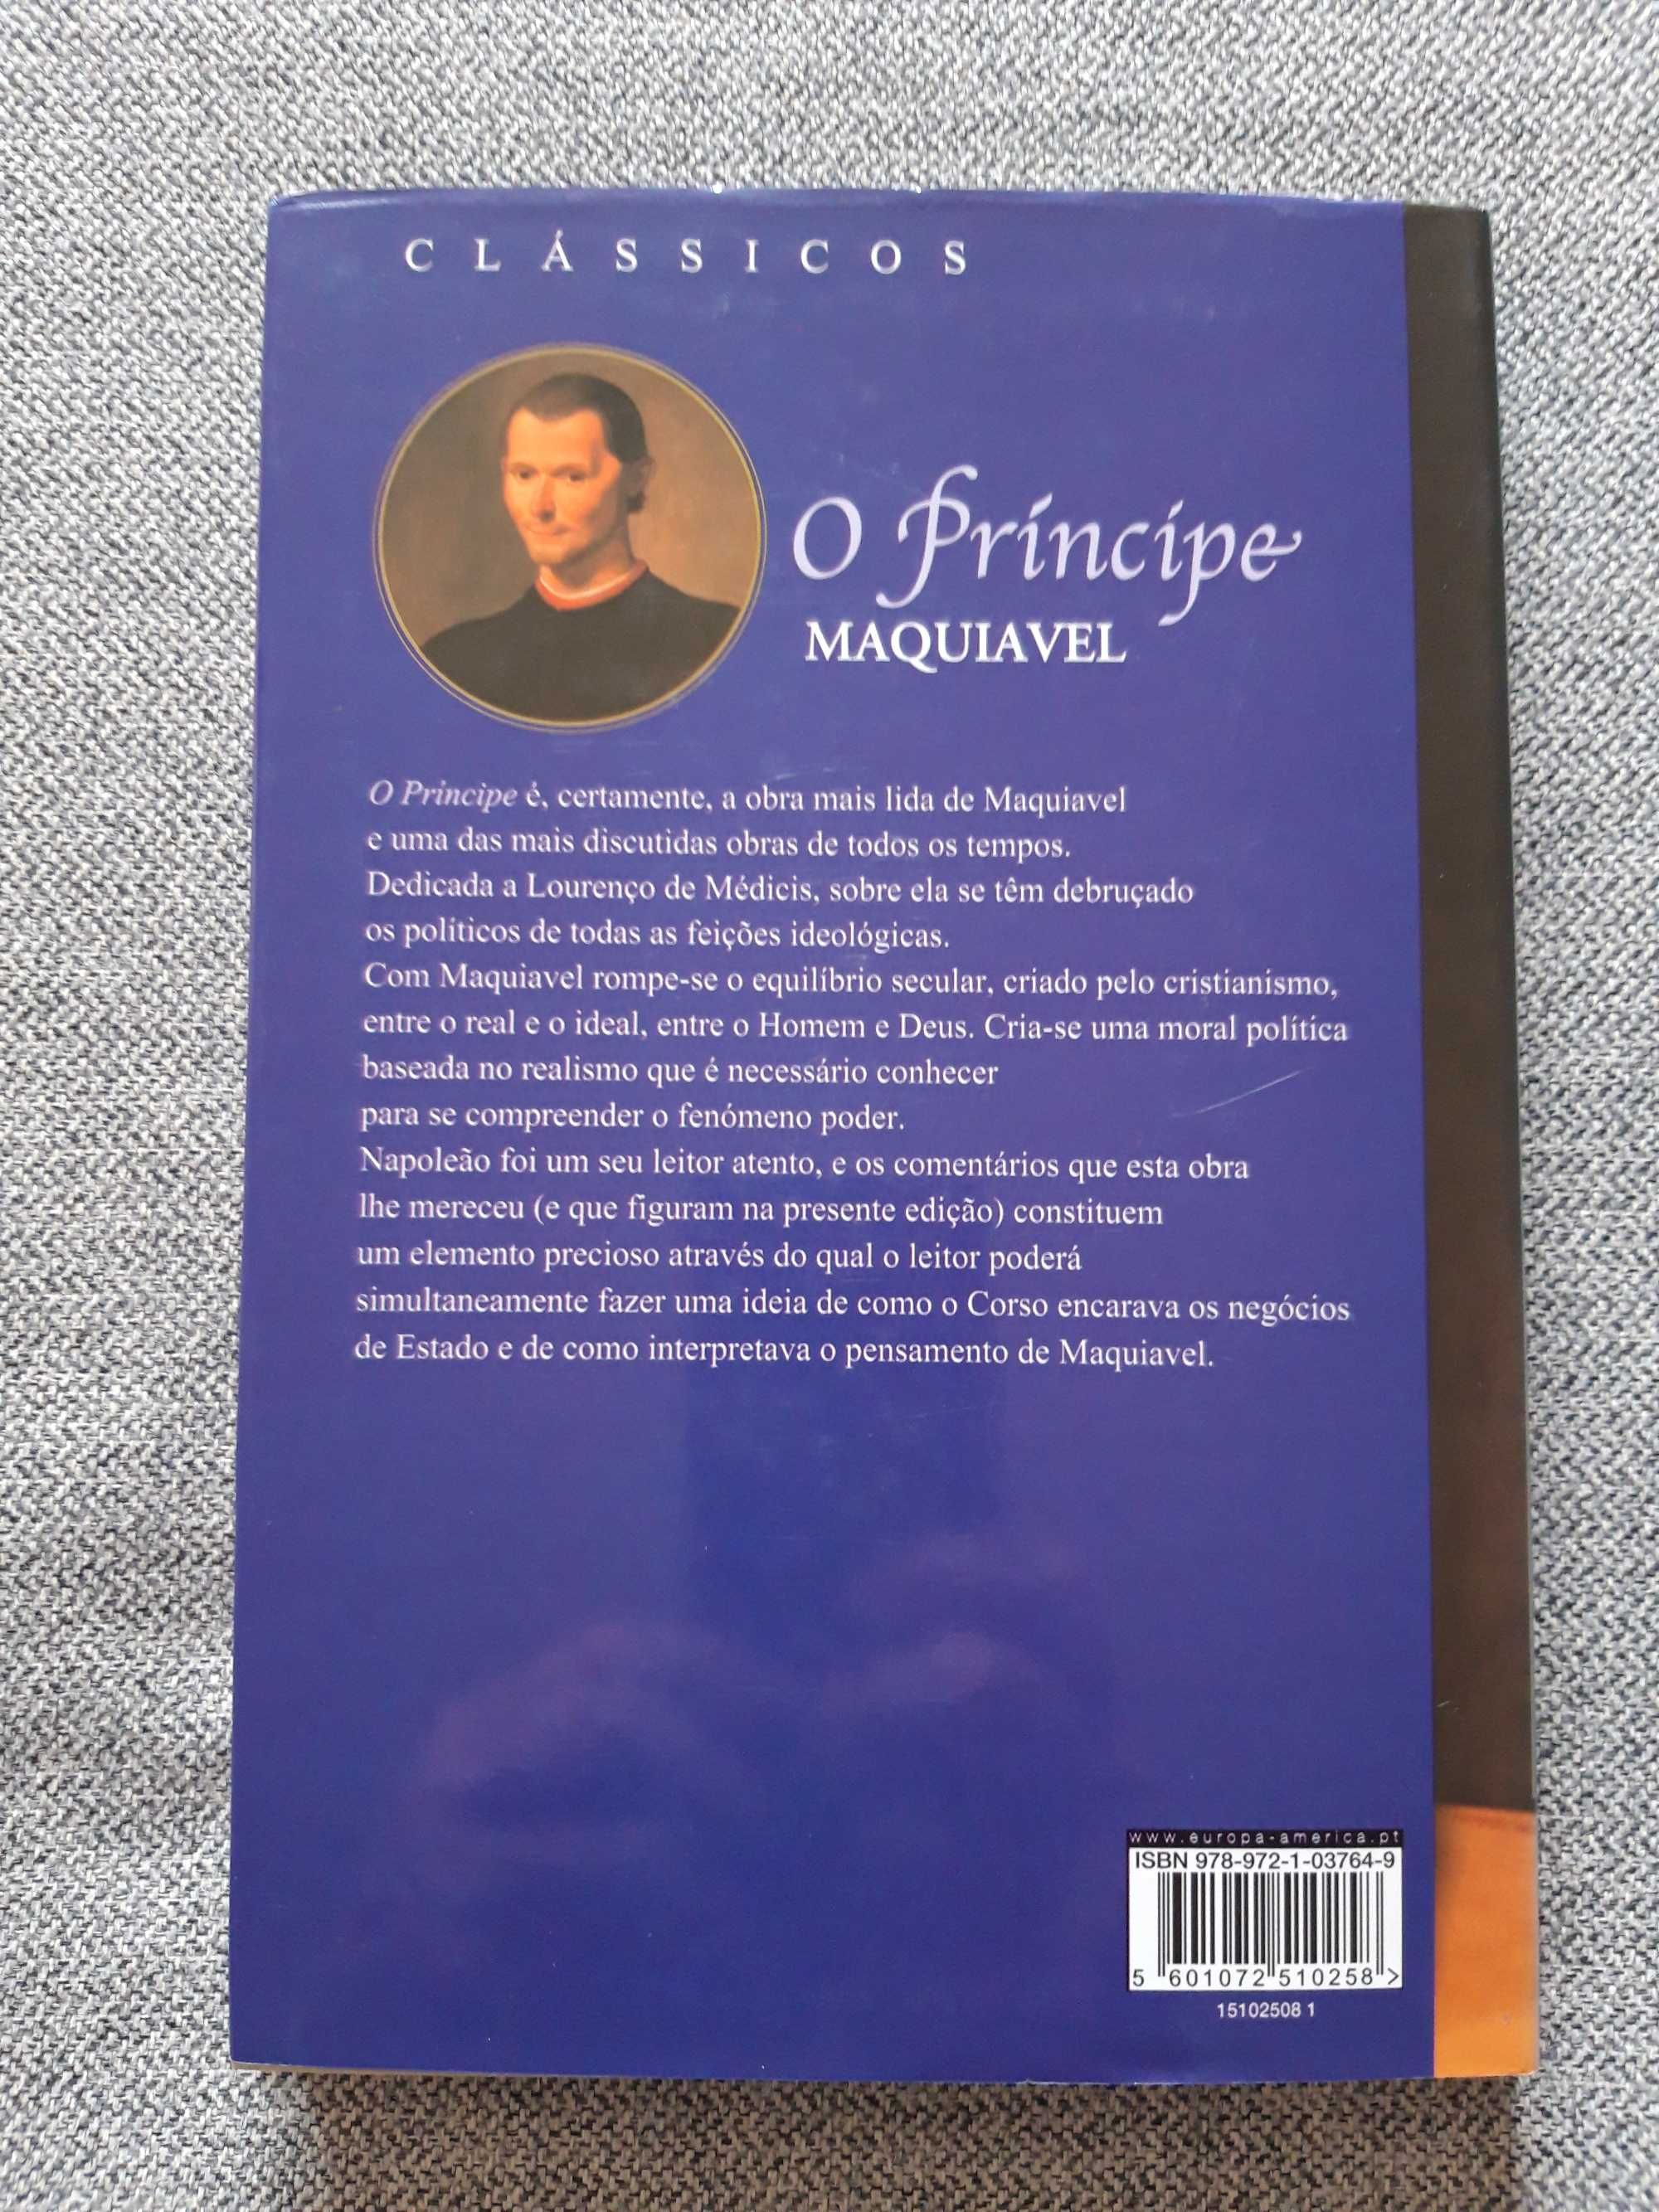 CLÁSSICOS
O Príncipe
MAQUIAVEL
O Príncipe é, certamente, a obra mais lida de Maquiavel
e uma das mais discutidas obras de todos os tempos.
Dedicada a Lourenço de Médicis, sobre ela se têm debruçado
os políticos de todas as feições ideológicas.
Com Maquiavel rompe-se o equilíbrio secular, criado pelo cristianismo,
entre o real e o ideal, entre o Homem e Deus. Cria-se uma moral política
baseada no realismo que é necessário conhecer
para se compreender o fenómeno poder.
Napoleão foi um seu leitor atento, e os comentários que esta obra
lhe mereceu (e que figuram na presente edição) constituem
um elemento precioso através do qual o leitor poderá
simultaneamente fazer uma ideia de como o Corso encarava os negócios
de Estado e de como interpretava o pensamento de Maquiavel.
www.europa-america.pt
ISBN 978-972-1-03764-9
5 601072 510258 >
15102508 1